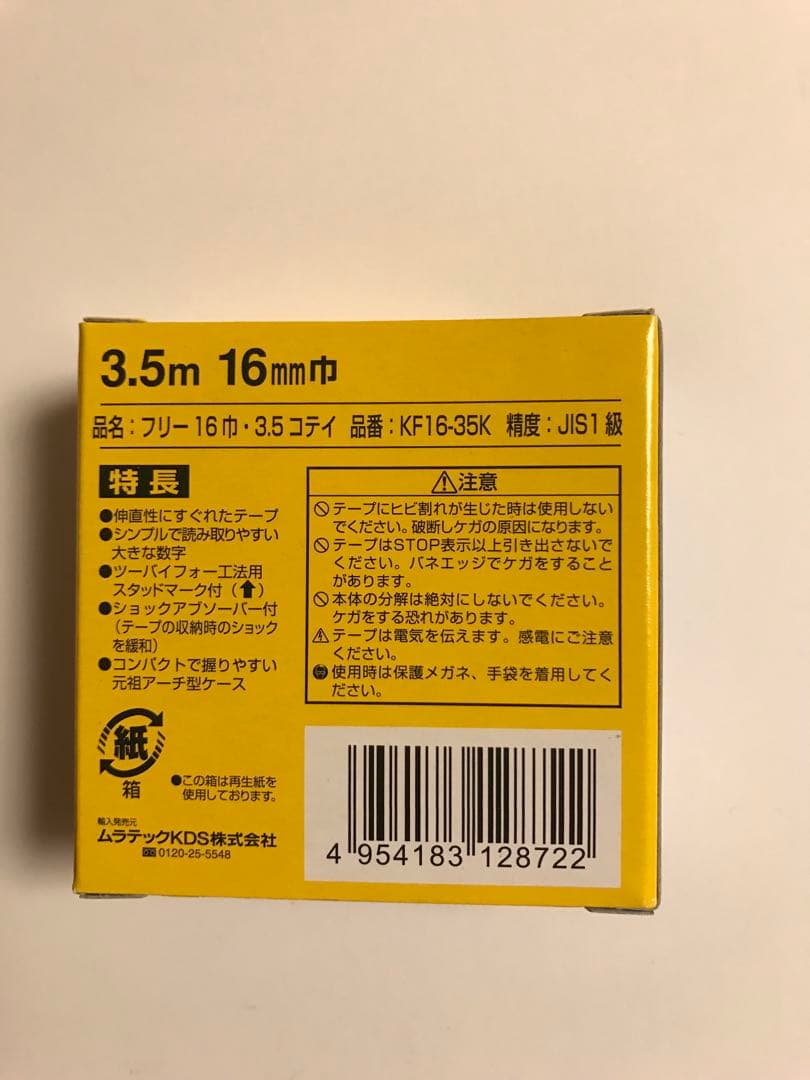 3.5m 16mm巾
品名：フリー16巾・3.5コテイ 品番：KF16-35K 精度：JIS1級
特長
●伸直性にすぐれたテープ
●シンプルで読み取りやすい
大きな数字
●ツーバイフォー工法用
スタッドマーク付（⬆）
●ショックアブソーバー付
（テープの収納時のショック
を緩和）
●コンパクトで握りやすい
元祖アーチ型ケース
⚠注意
テープにヒビ割れが生じた時は使用しない
でください。破断しケガの原因になります。
テープはSTOP表示以上引き出さないで
ください。バネエッジでケガをすること
があります。
本体の分解は絶対にしないでください。
ケガをする恐れがあります。
テープは電気を伝えます。感電にご注意
ください。
使用時は保護メガネ、手袋を着用してく
ださい。
紙
箱
●この箱は再生紙を
使用しております。
輸入発売元
ムラテックKDS株式会社
0120-25-5548
4 954183 128722